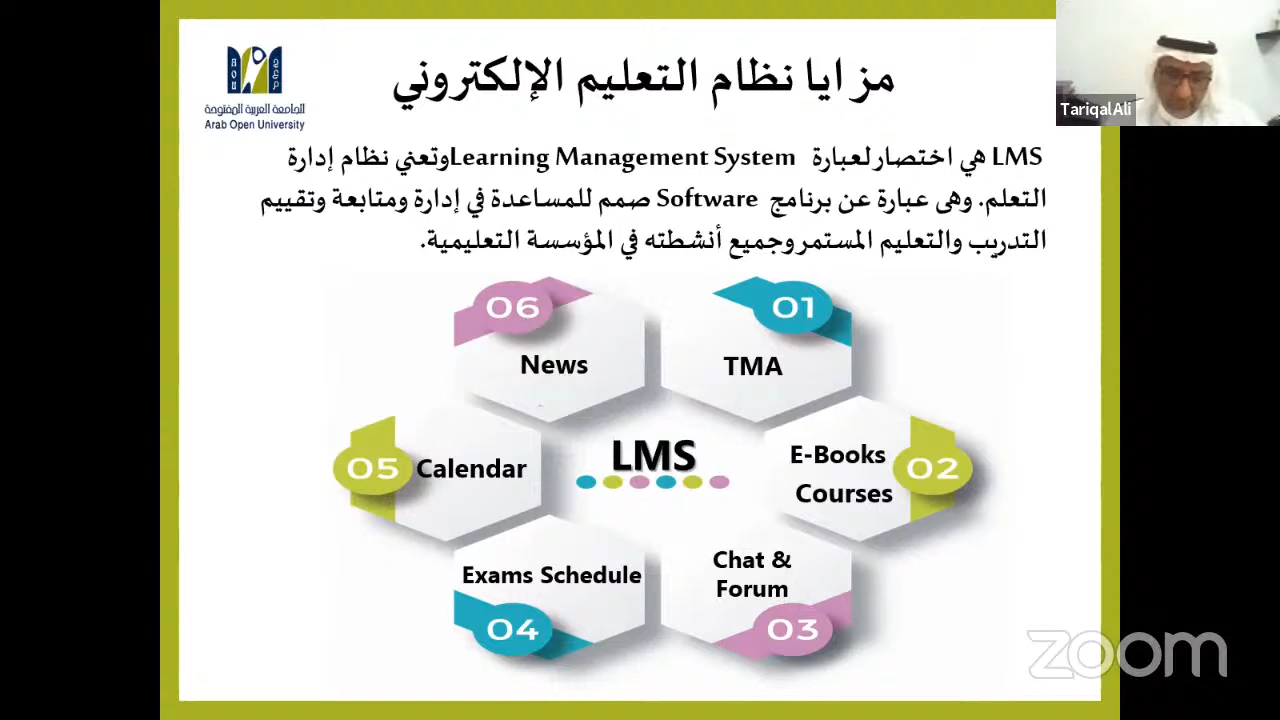 مزايا نظام التعليم الإلكتروني
الجامعة العربية المفتوحة
Arab Open University
TariqalAli
LMS هي اختصار لعبارة Learning Management System وتعني نظام إدارة
التعلم. وهى عبارة عن برنامج Software صمم للمساعدة في إدارة ومتابعة وتقييم
التدريب والتعليم المستمر وجميع أنشطته في المؤسسة التعليمية.
01
TMA
02
E-Books
Courses
03
Chat &
Forum
04
Exams Schedule
05
Calendar
06
News
LMS
zoom